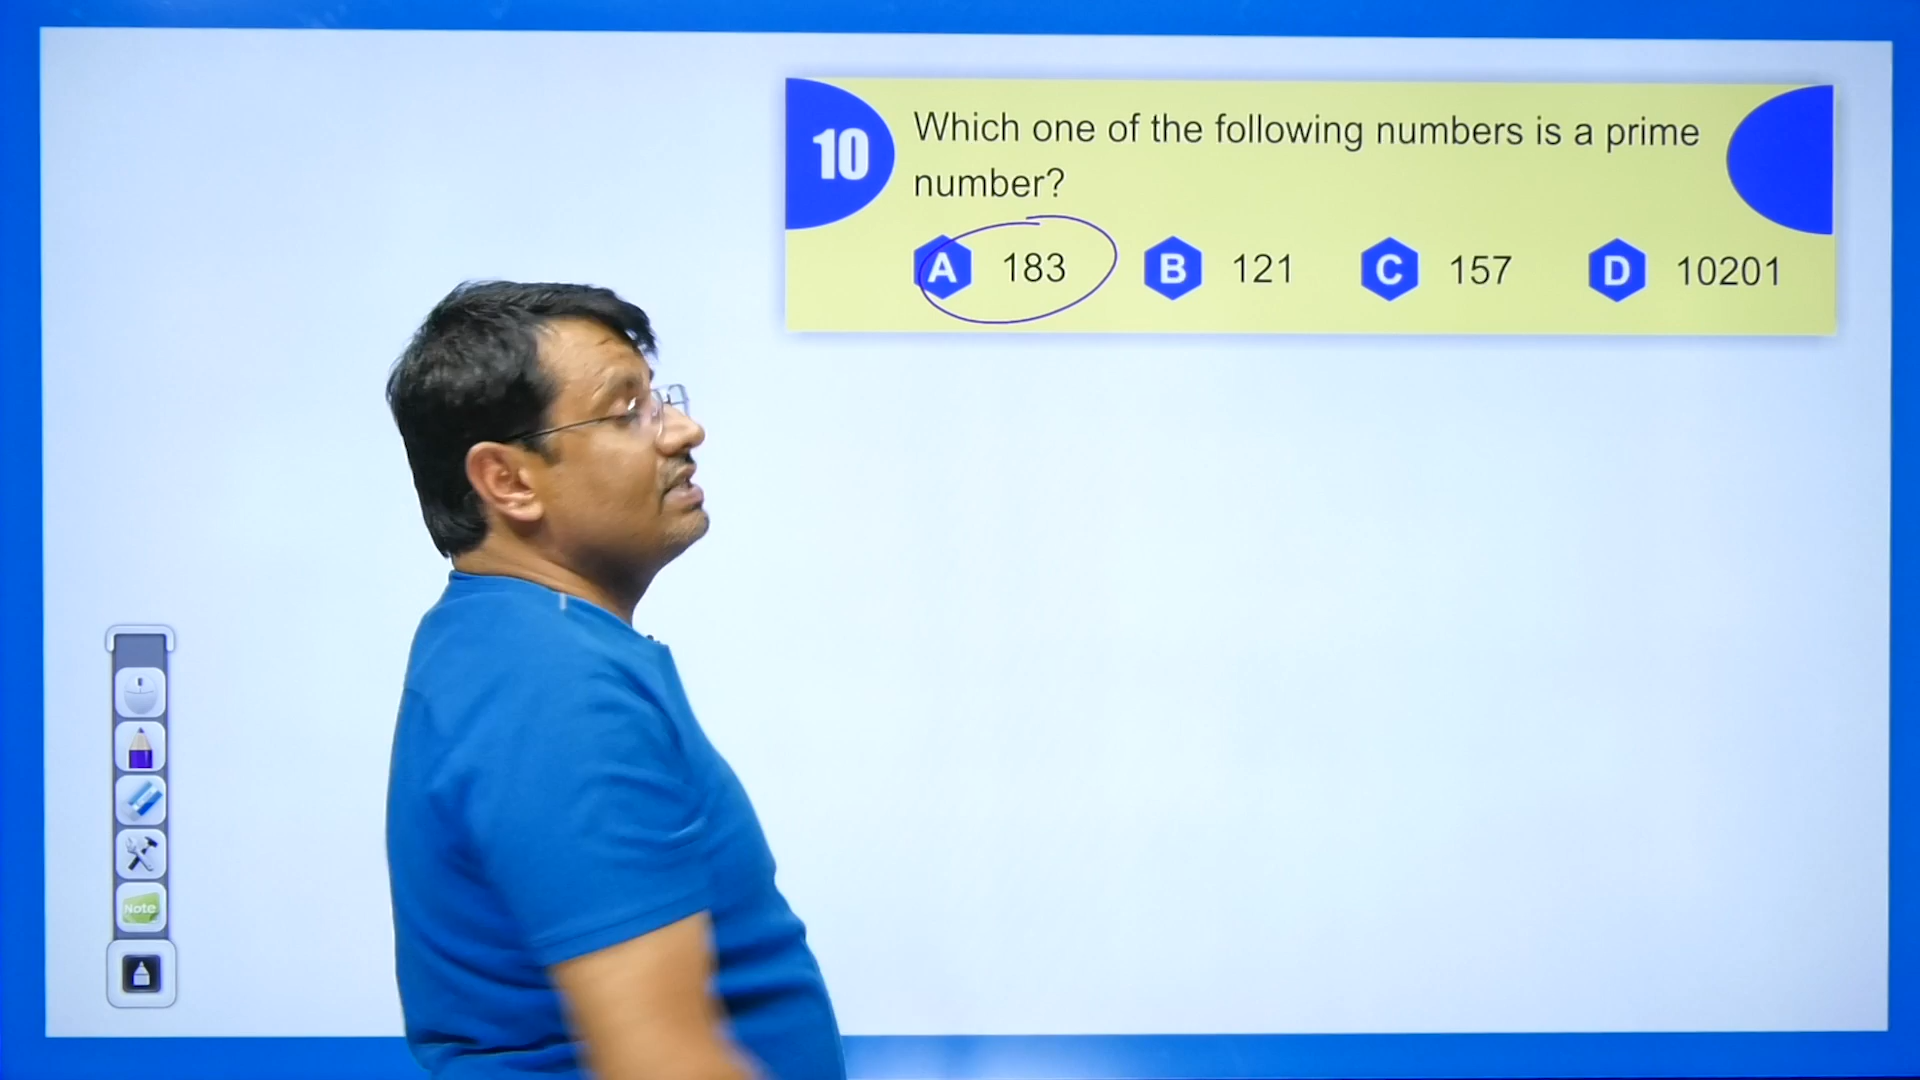 10
Which one of the following numbers is a prime
number?
A 183 B 121 C 157 D 10201
Note